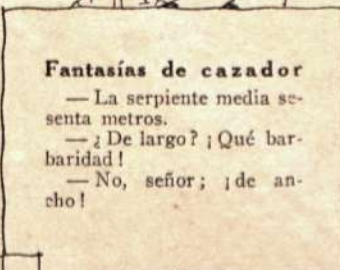 Fantasías de cazador
— La serpiente media se-
senta metros.
— ¿De largo? ¡Qué bar-
baridad!
— No, señor; ¡de an-
cho!